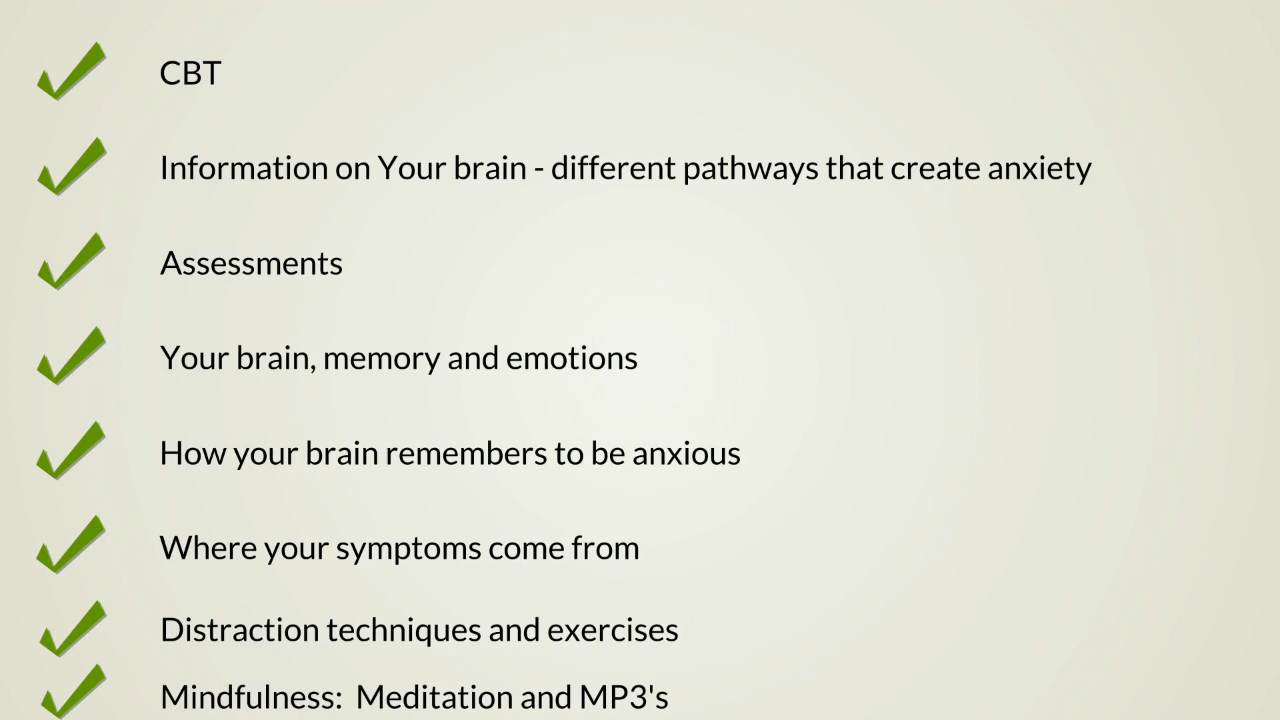 CBT
Information on Your brain - different pathways that create anxiety
Assessments
Your brain, memory and emotions
How your brain remembers to be anxious
Where your symptoms come from
Distraction techniques and exercises
Mindfulness:  Meditation and MP3's